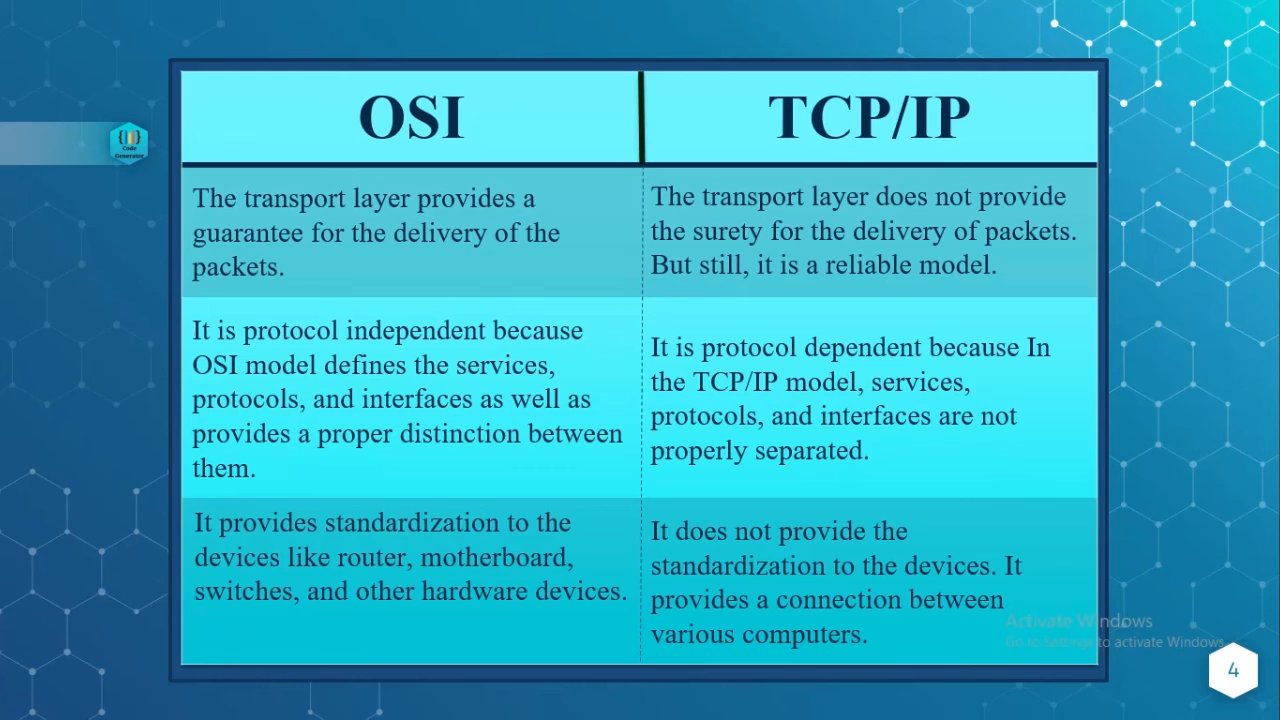 OSI
TCP/IP
{ } Code
Generator
The transport layer provides a
guarantee for the delivery of the
packets.
The transport layer does not provide
the surety for the delivery of packets.
But still, it is a reliable model.
It is protocol independent because
OSI model defines the services,
protocols, and interfaces as well as
provides a proper distinction between
them.
It is protocol dependent because In
the TCP/IP model, services,
protocols, and interfaces are not
properly separated.
It provides standardization to the
devices like router, motherboard,
switches, and other hardware devices.
It does not provide the
standardization to the devices. It
provides a connection between
various computers.
Activate Windows
Go to Settings to activate Windows.
4